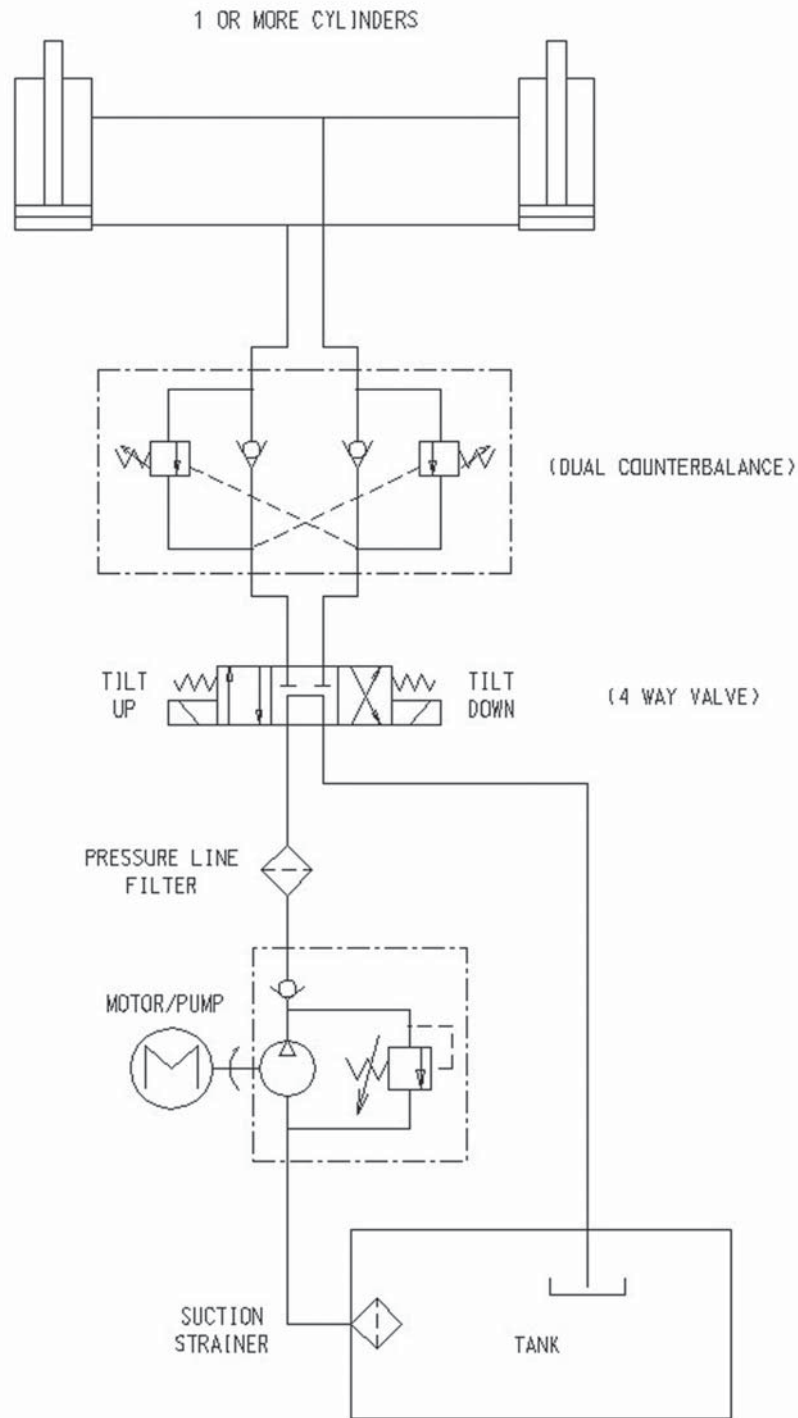 1 OR MORE CYLINDERS
(DUAL COUNTERBALANCE)
TILT
UP
TILT
DOWN
(4 WAY VALVE)
PRESSURE LINE
FILTER
MOTOR/PUMP
M
SUCTION
STRAINER
TANK